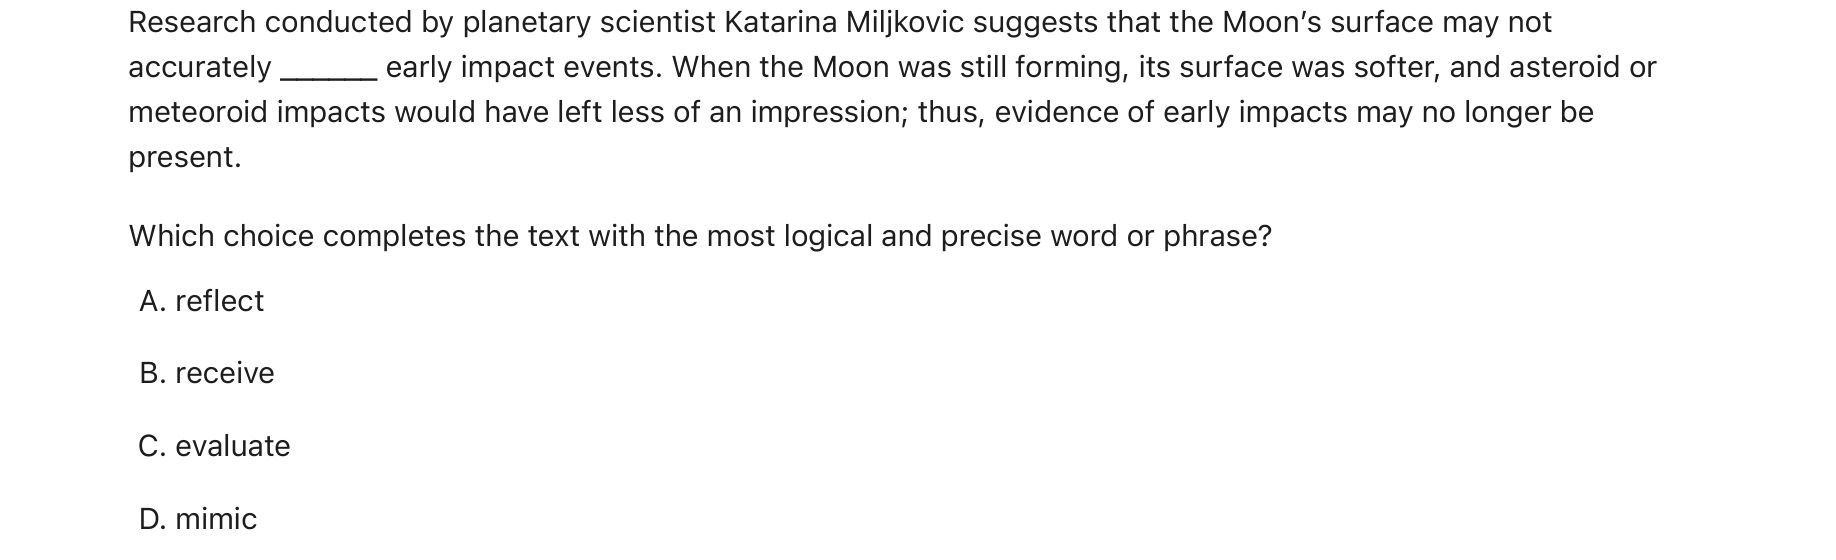 Research conducted by planetary scientist Katarina Miljkovic suggests that the Moon’s surface may not
accurately ______ early impact events. When the Moon was still forming, its surface was softer, and asteroid or
meteoroid impacts would have left less of an impression; thus, evidence of early impacts may no longer be
present.
Which choice completes the text with the most logical and precise word or phrase?
A. reflect
B. receive
C. evaluate
D. mimic